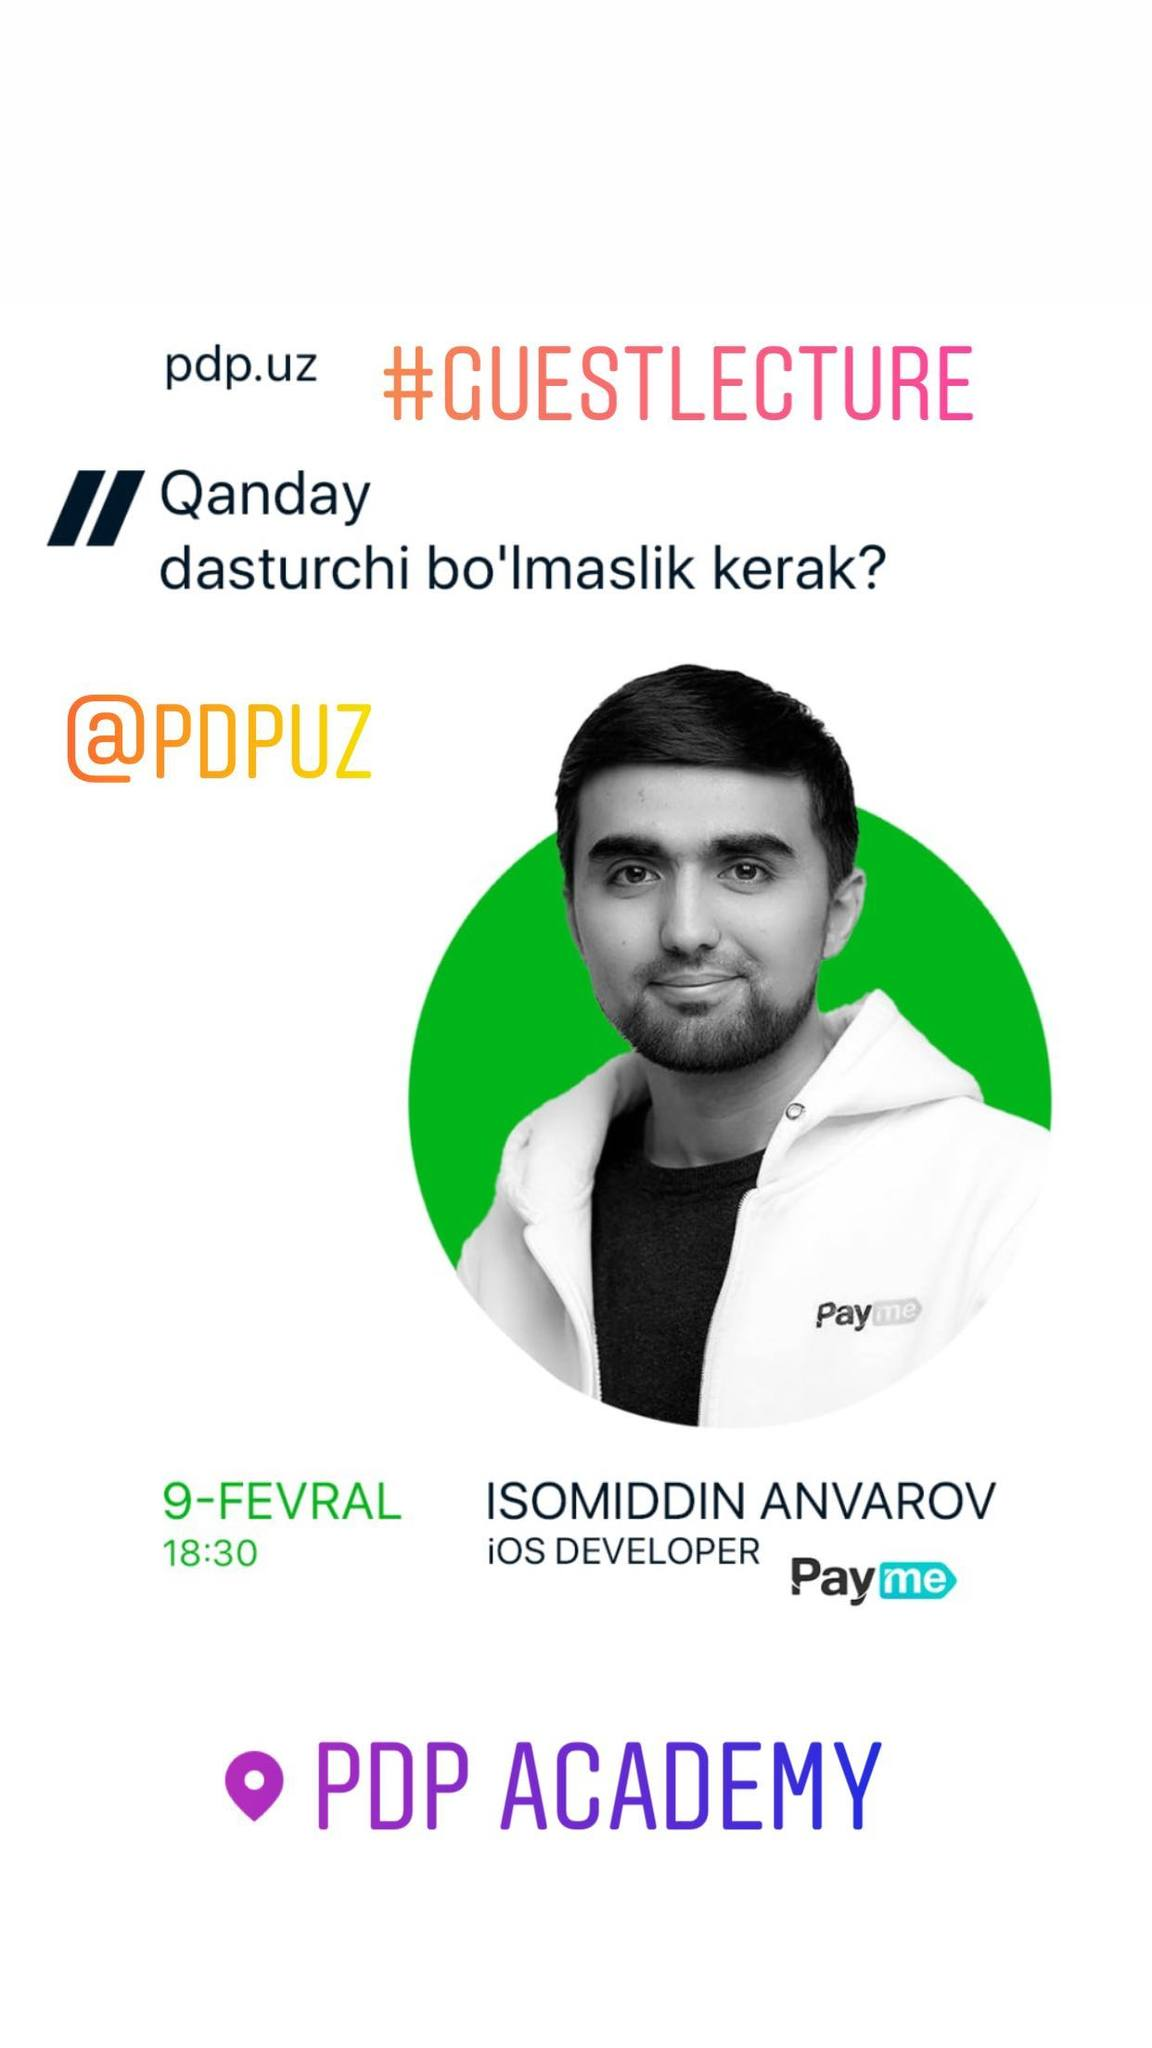 pdp.uz #GUESTLECTURE
Qanday
dasturchi bo'lmaslik kerak?
@PDPUZ
Payme
9-FEVRAL ISOMIDDIN ANVAROV
18:30 iOS DEVELOPER
Payme
PDP ACADEMY